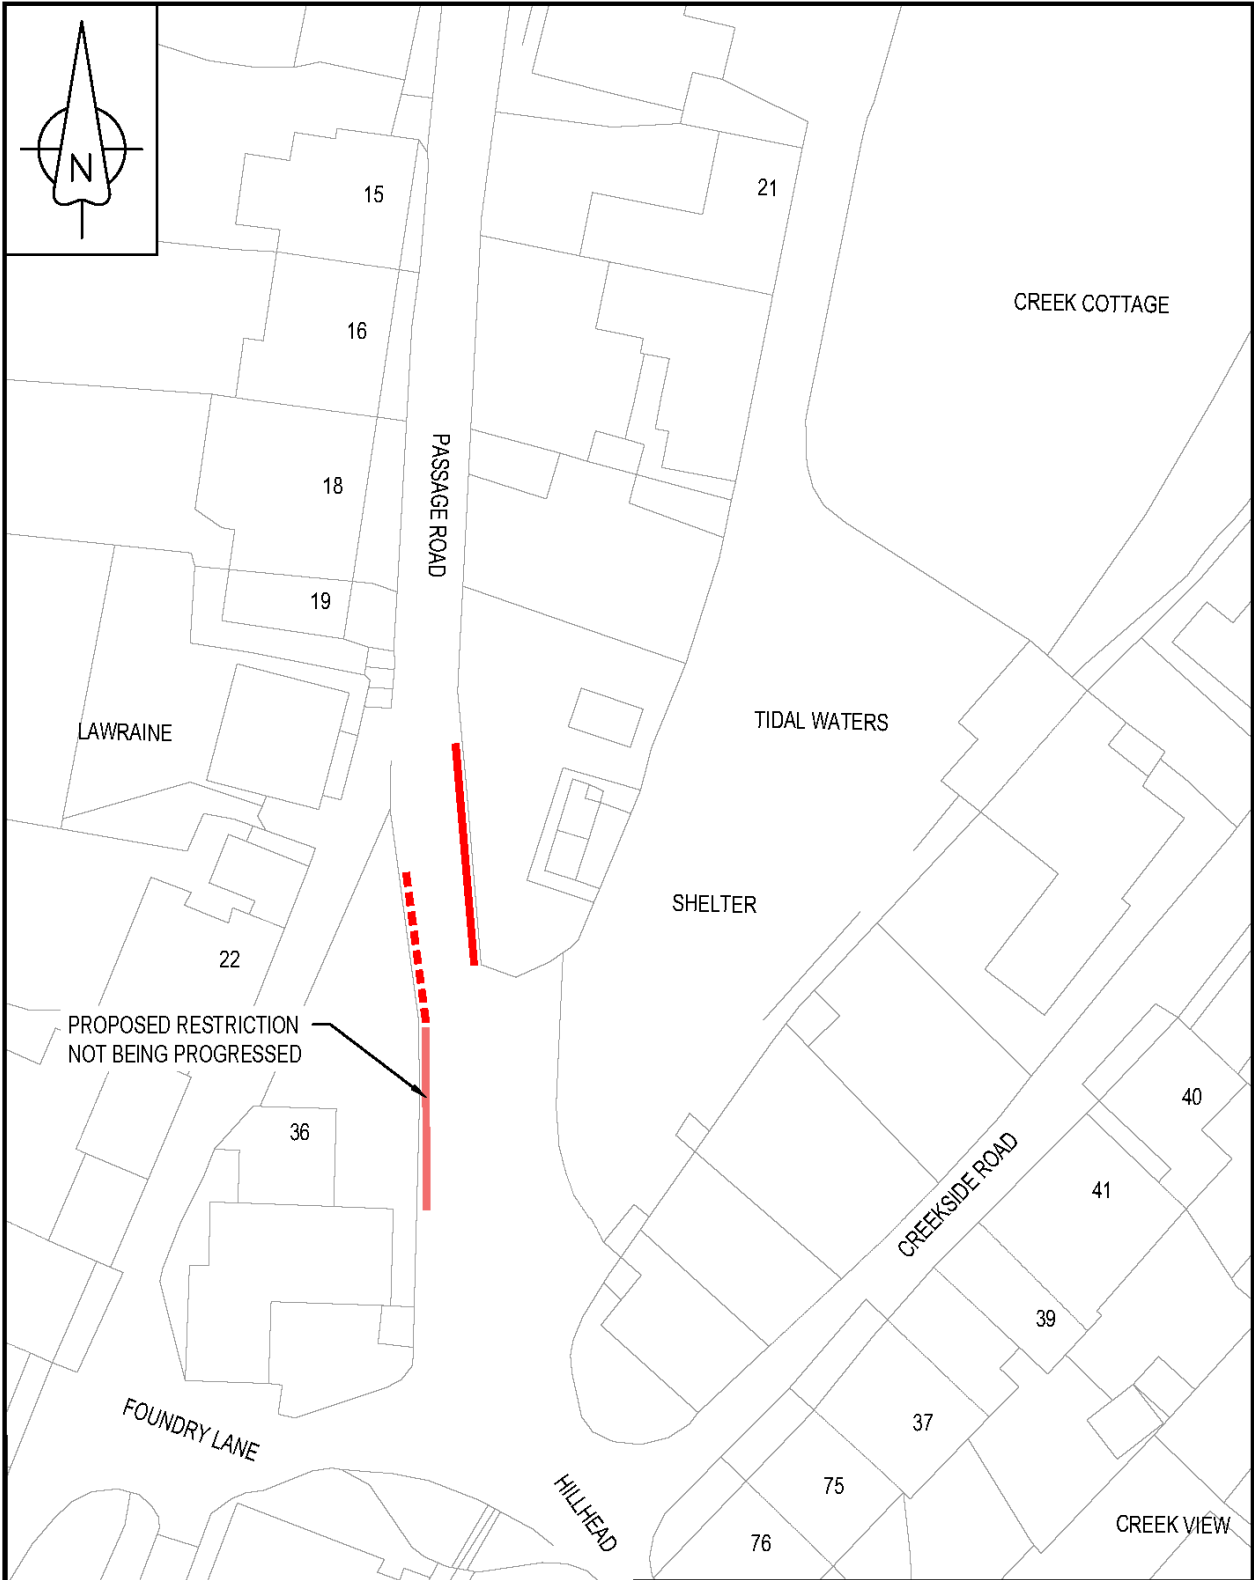 N
15
21
CREEK COTTAGE
16
PASSAGE ROAD
18
19
LAWRAINE
TIDAL WATERS
SHELTER
22
PROPOSED RESTRICTION
NOT BEING PROGRESSED
36
40
41
CREEKSIDE ROAD
39
FOUNDRY LANE
37
75
HILLHEAD
76
CREEK VIEW